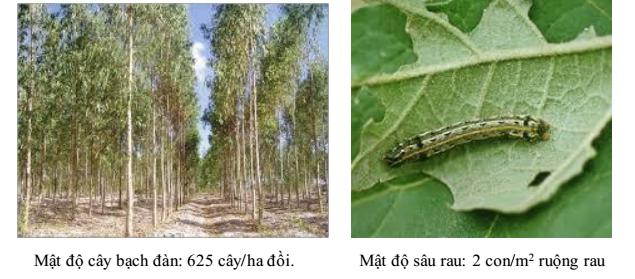 Mật độ cây bạch đàn: 625 cây/ha đồi.
Mật độ sâu rau: 2 con/m² ruộng rau